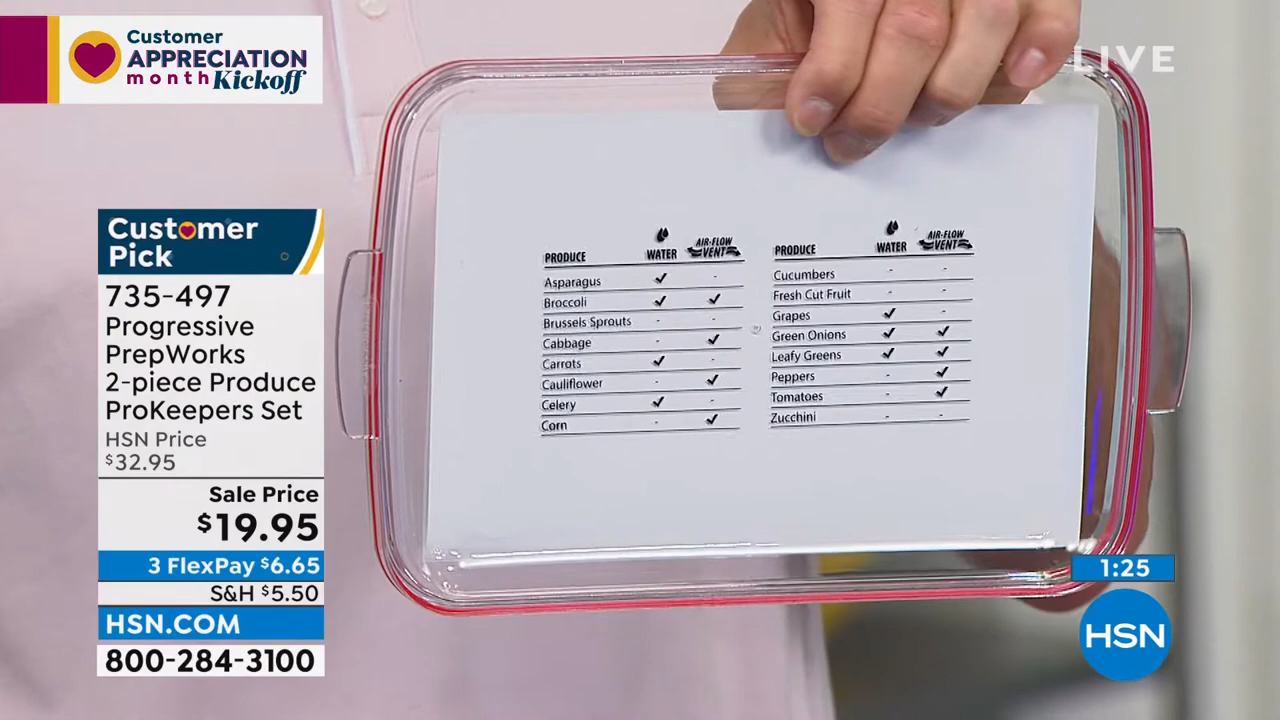 Customer
APPRECIATION
month Kickoff
LIVE
Customer
Pick
735-497
Progressive
PrepWorks
2-piece Produce
ProKeepers Set
HSN Price
$32.95
Sale Price
$19.95
3 FlexPay $6.65
S&H $5.50
HSN.COM
800-284-3100
PRODUCE WATER AIR-FLOW VENT
Asparagus ✓ -
Broccoli ✓ ✓
Brussels Sprouts - -
Cabbage - ✓
Carrots ✓ -
Cauliflower - ✓
Celery ✓ -
Corn - ✓
PRODUCE WATER AIR-FLOW VENT
Cucumbers - -
Fresh Cut Fruit - -
Grapes ✓ -
Green Onions ✓ ✓
Leafy Greens ✓ ✓
Peppers - ✓
Tomatoes - ✓
Zucchini - -
1:25
HSN